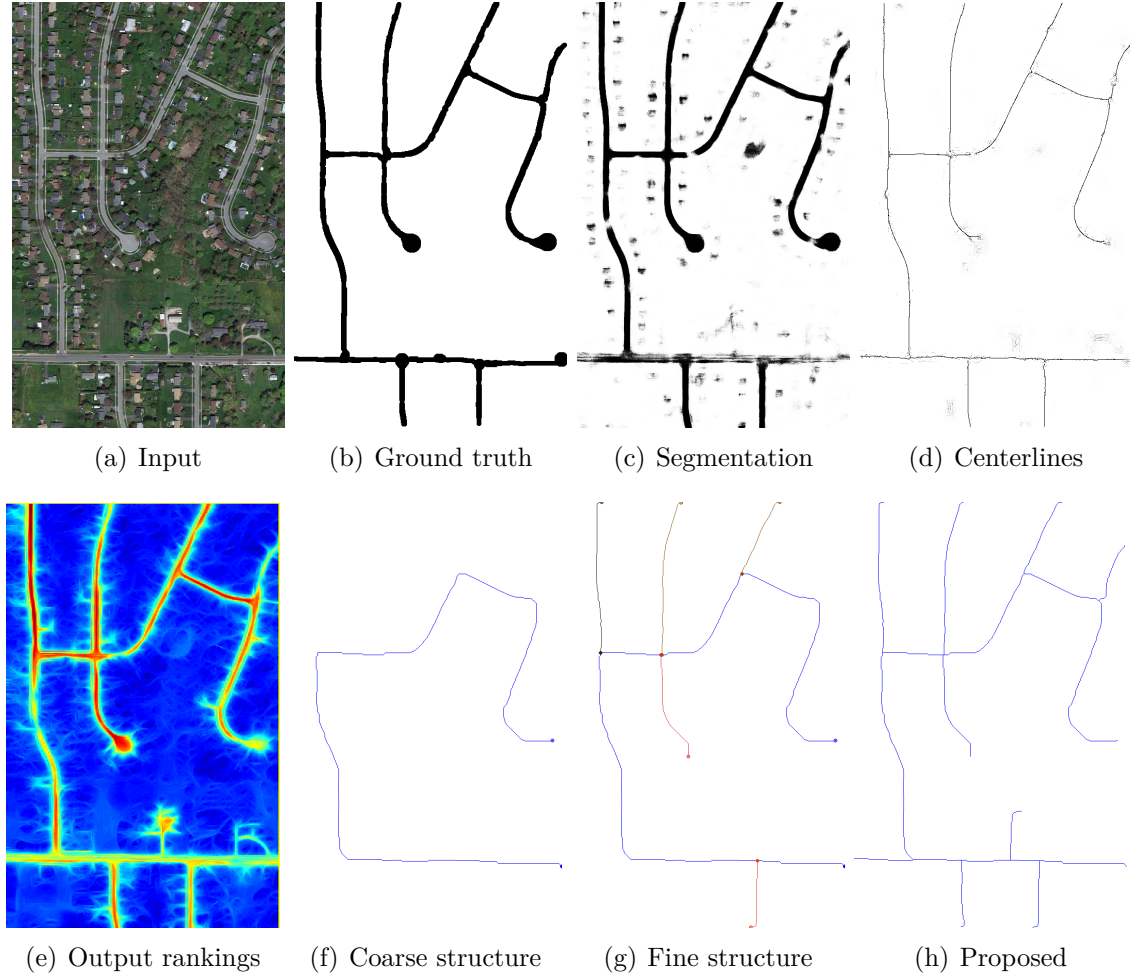 (a) Input
(b) Ground truth
(c) Segmentation
(d) Centerlines
(e) Output rankings
(f) Coarse structure
(g) Fine structure
(h) Proposed